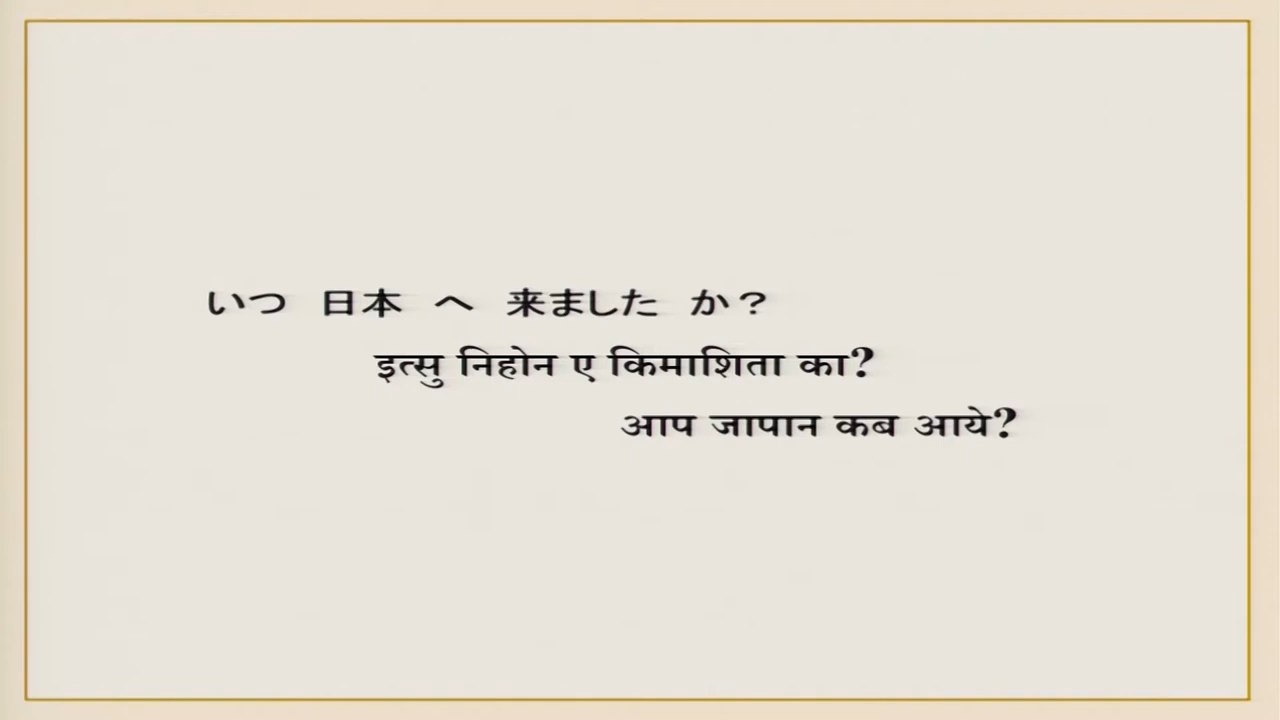 いつ 日本 へ 来ました か？
इत्सु निहोन ए किमाशिता का?
आप जापान कब आये?